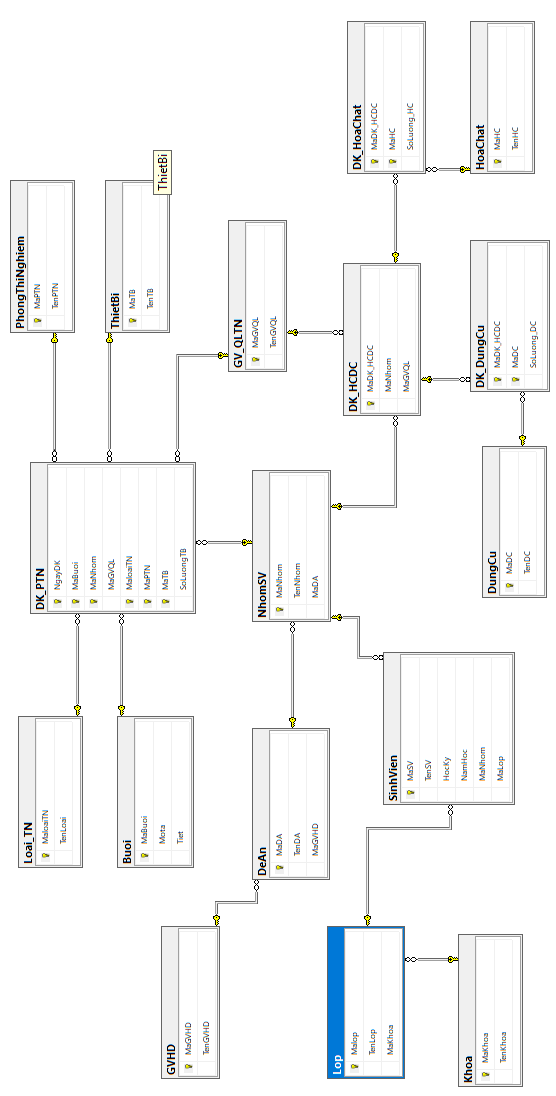 PhongThiNghiem
MaPTN
TenPTN
ThietBi
MaTB
TenTB
ThietBi
GV_QLTN
MaGVQL
TenGVQL
DK_HoaChat
MaDK_HCDC
MaHC
SoLuong_HC
HoaChat
MaHC
TenHC
DK_HCDC
MaDK_HCDC
MaNhom
MaGVQL
DK_DungCu
MaDK_HCDC
MaDC
SoLuong_DC
DungCu
MaDC
TenDC
DK_PTN
NgayDK
MaBuoi
MaNhom
MaGVQL
MaloaiTN
MaPTN
MaTB
SoLuongTB
NhomSV
MaNhom
TenNhom
MaDA
Loai_TN
MaloaiTN
TenLoai
Buoi
MaBuoi
Mota
Tiet
DeAn
MaDA
TenDA
MaGVHD
SinhVien
MaSV
TenSV
HocKy
NamHoc
MaNhom
MaLop
GVHD
MaGVHD
TenGVHD
Lop
Malop
TenLop
MaKhoa
Khoa
MaKhoa
TenKhoa